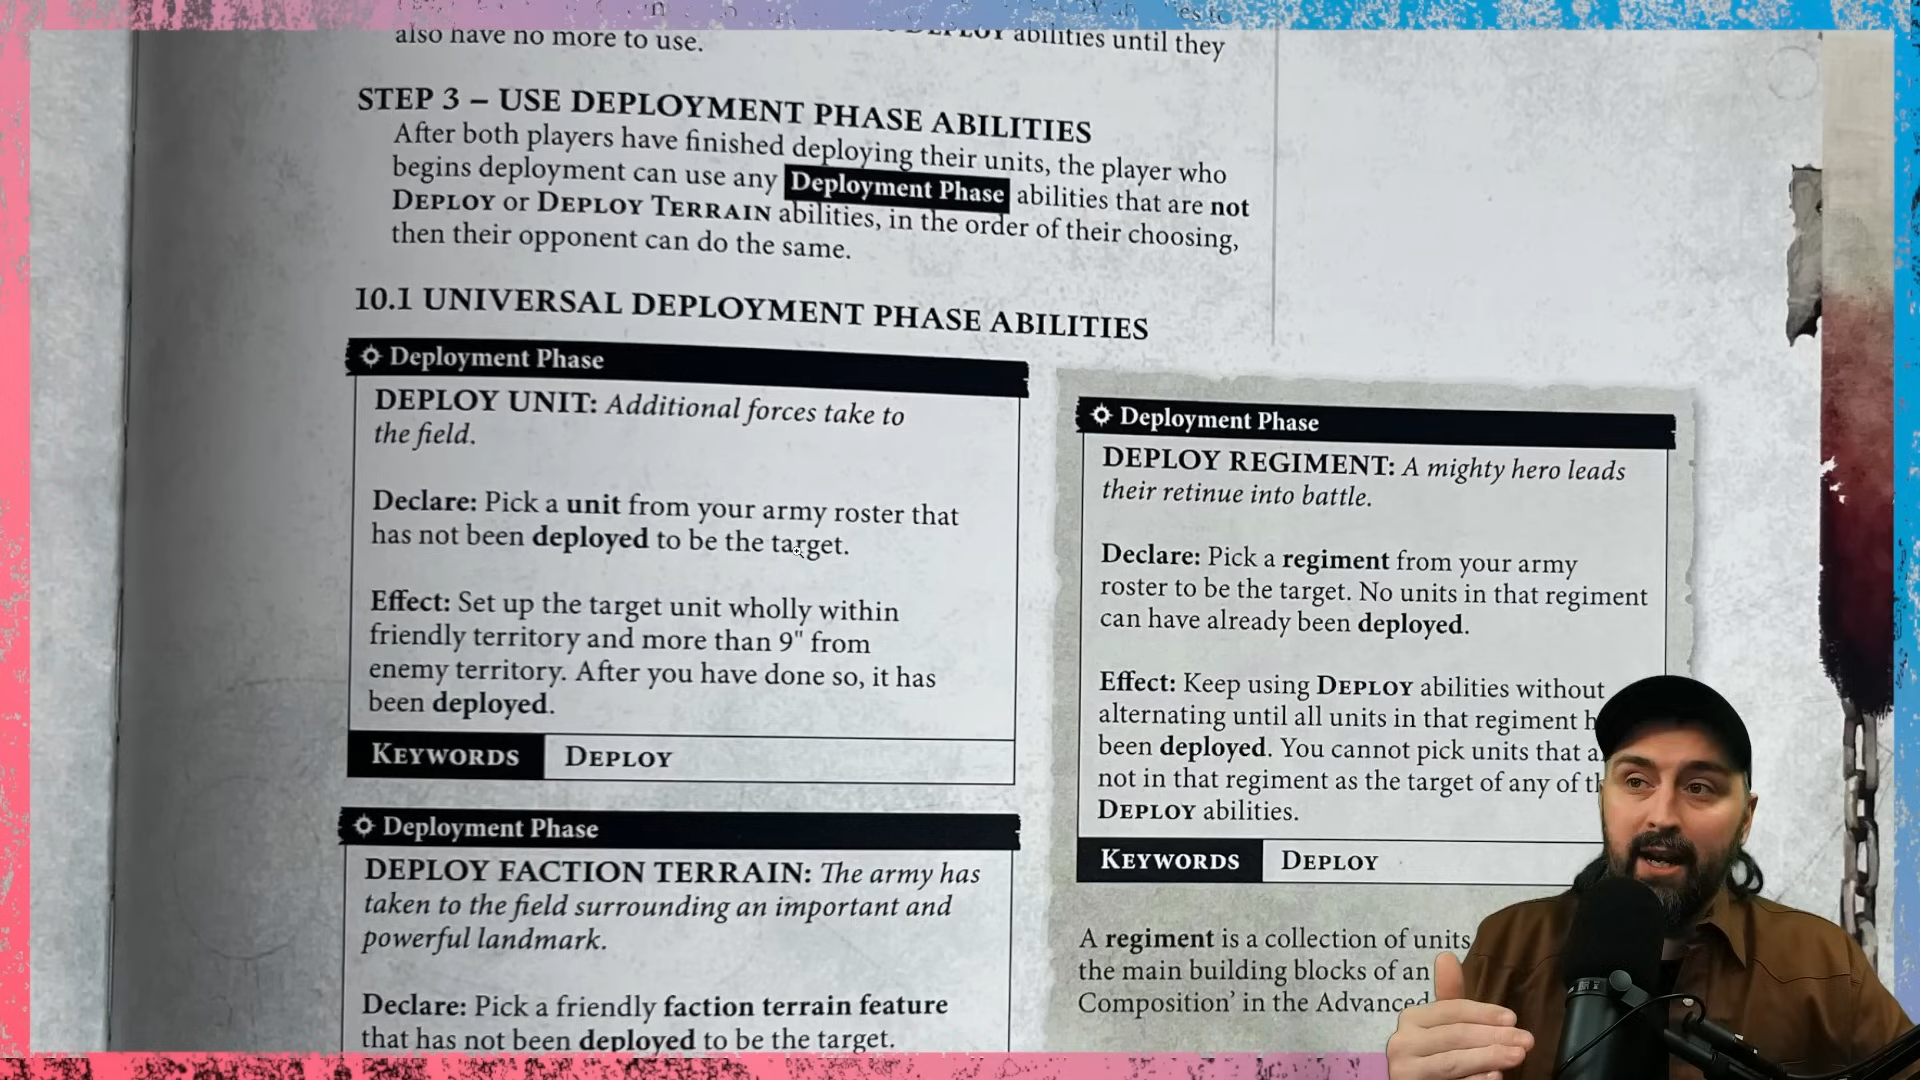 also have no more to use.
DEPLOY abilities until they
STEP 3 – USE DEPLOYMENT PHASE ABILITIES
After both players have finished deploying their units, the player who
begins deployment can use any Deployment Phase abilities that are not
DEPLOY or DEPLOY TERRAIN abilities, in the order of their choosing,
then their opponent can do the same.
10.1 UNIVERSAL DEPLOYMENT PHASE ABILITIES
Deployment Phase
DEPLOY UNIT: Additional forces take to
the field.
Declare: Pick a unit from your army roster that
has not been deployed to be the target.
Effect: Set up the target unit wholly within
friendly territory and more than 9" from
enemy territory. After you have done so, it has
been deployed.
KEYWORDS DEPLOY
Deployment Phase
DEPLOY FACTION TERRAIN: The army has
taken to the field surrounding an important and
powerful landmark.
Declare: Pick a friendly faction terrain feature
that has not been deployed to be the target.
Deployment Phase
DEPLOY REGIMENT: A mighty hero leads
their retinue into battle.
Declare: Pick a regiment from your army
roster to be the target. No units in that regiment
can have already been deployed.
Effect: Keep using DEPLOY abilities without
alternating until all units in that regiment
been deployed. You cannot pick units that
not in that regiment as the target of any of
DEPLOY abilities.
KEYWORDS DEPLOY
A regiment is a collection of units
the main building blocks of an
Composition' in the Advanced